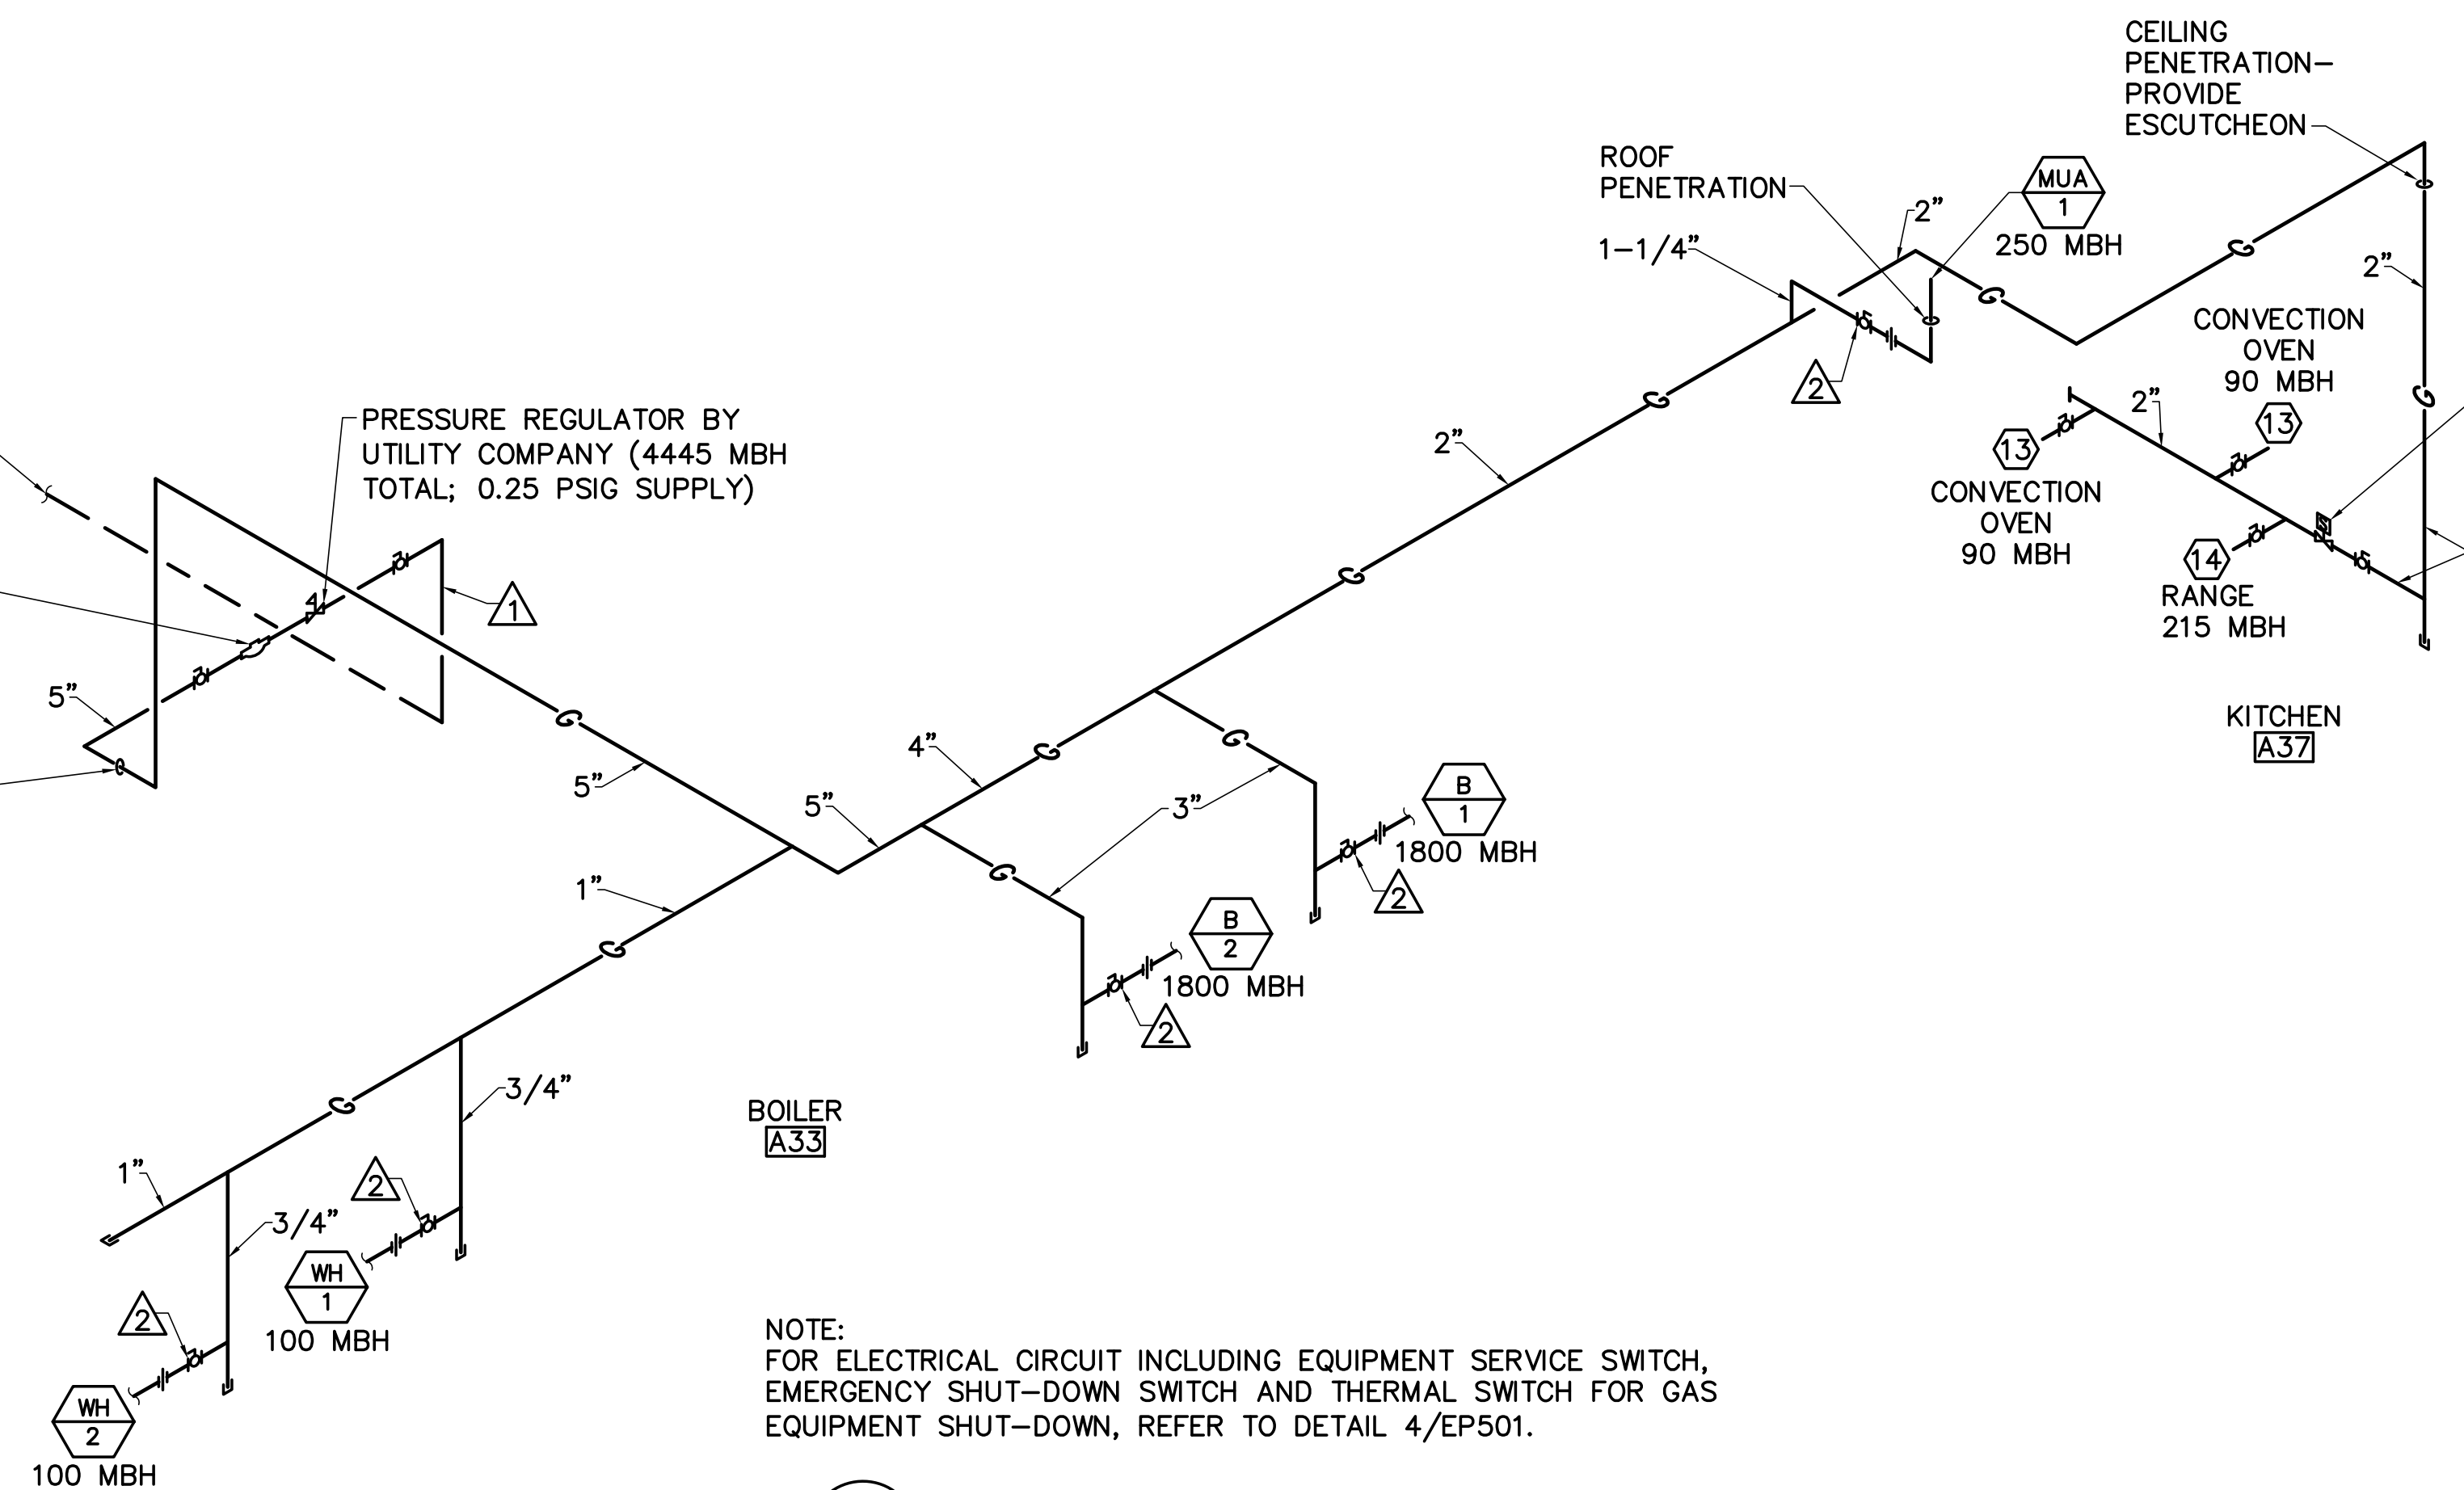 CEILING
PENETRATION-
PROVIDE
ESCUTCHEON
ROOF
PENETRATION
MUA
1
250 MBH
2"
1-1/4"
2"
CONVECTION
OVEN
90 MBH
13
2
2"
13
CONVECTION
OVEN
90 MBH
S
14
RANGE
215 MBH
KITCHEN
A37
PRESSURE REGULATOR BY
UTILITY COMPANY (4445 MBH
TOTAL; 0.25 PSIG SUPPLY)
1
2"
5"
G
G
G
G
G
G
G
G
G
G
G
5"
4"
5"
3"
B
1
1800 MBH
2
B
2
1800 MBH
2
1"
3/4"
BOILER
A33
1"
2
3/4"
WH
1
100 MBH
2
WH
2
100 MBH
NOTE:
FOR ELECTRICAL CIRCUIT INCLUDING EQUIPMENT SERVICE SWITCH,
EMERGENCY SHUT-DOWN SWITCH AND THERMAL SWITCH FOR GAS
EQUIPMENT SHUT-DOWN, REFER TO DETAIL 4/EP501.